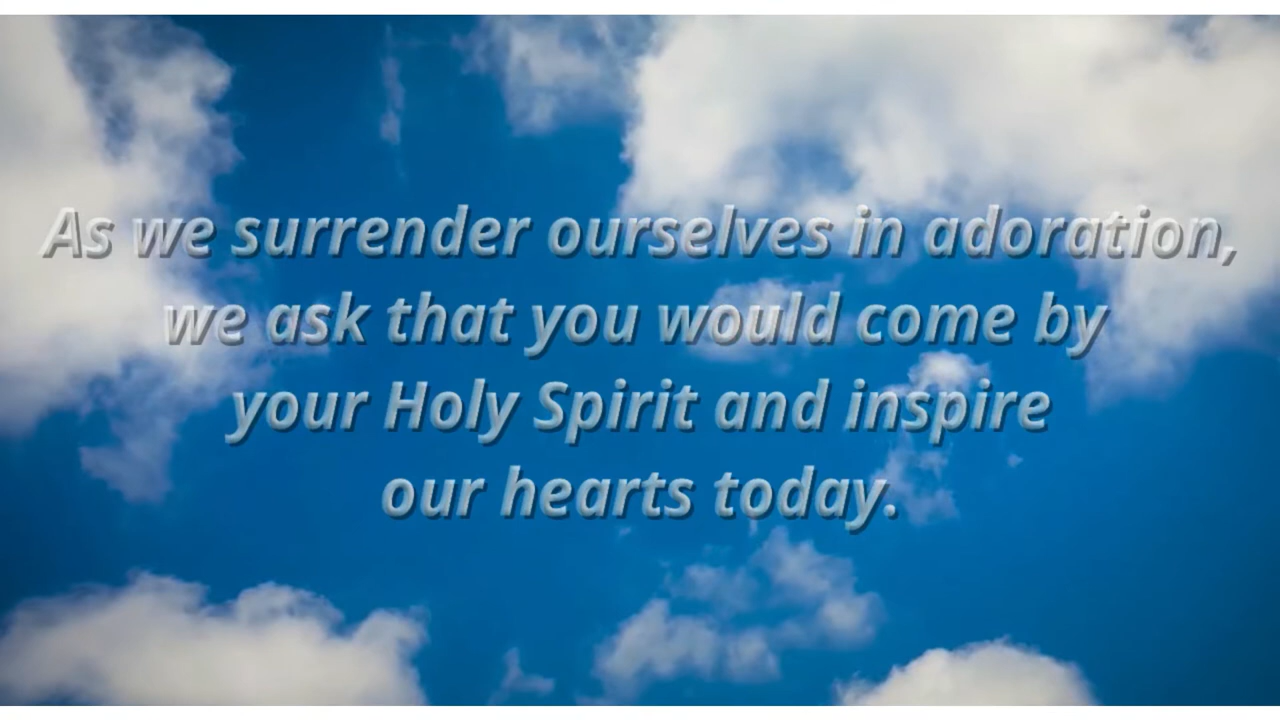 As we surrender ourselves in adoration,
we ask that you would come by
your Holy Spirit and inspire
our hearts today.